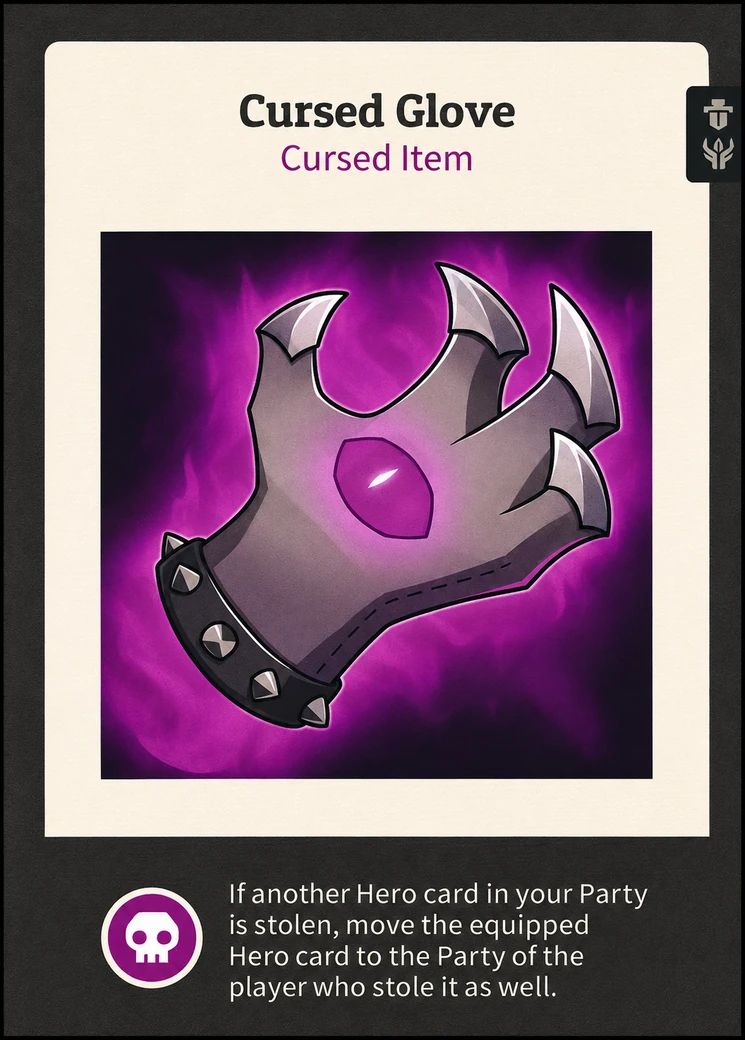 Cursed Glove
Cursed Item
If another Hero card in your Party
is stolen, move the equipped
Hero card to the Party of the
player who stole it as well.